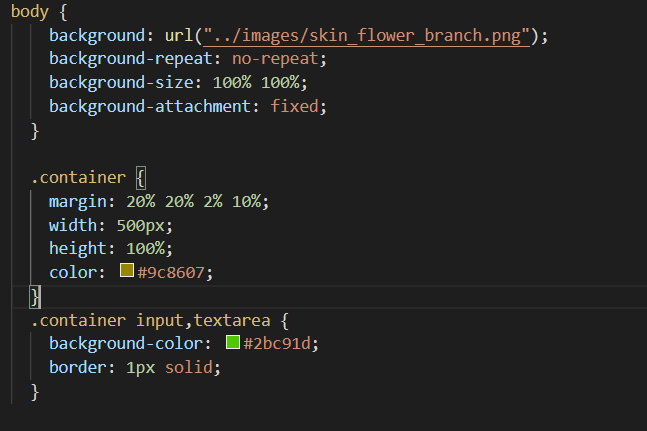 body {
background: url("../images/skin_flower_branch.png");
background-repeat: no-repeat;
background-size: 100% 100%;
background-attachment: fixed;
}
.container {
margin: 20% 20% 2% 10%;
width: 500px;
height: 100%;
color: #9c8607;
}
.container input,textarea {
background-color: #2bc91d;
border: 1px solid;
}